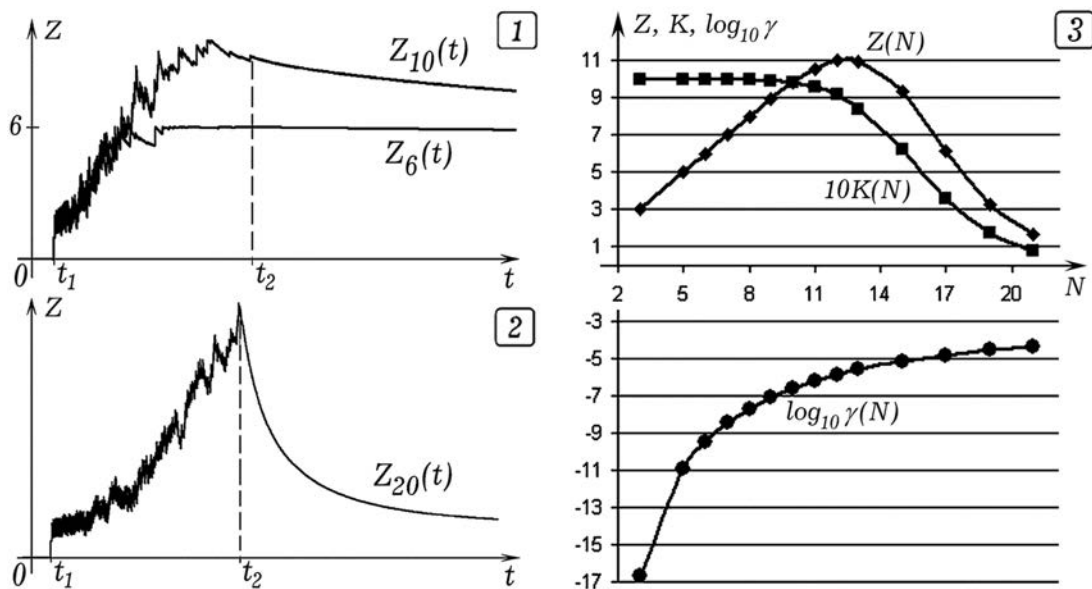 Z
1
Z10(t)
6
Z6(t)
0 t1 t2 t
Z
2
Z20(t)
0 t1 t2 t
Z, K, log10 γ
3
Z(N)
11
9
7
5
10K(N)
3
1
2 5 8 11 14 17 20 N
-3
-5
-7
log10 γ(N)
-9
-11
-13
-15
-17